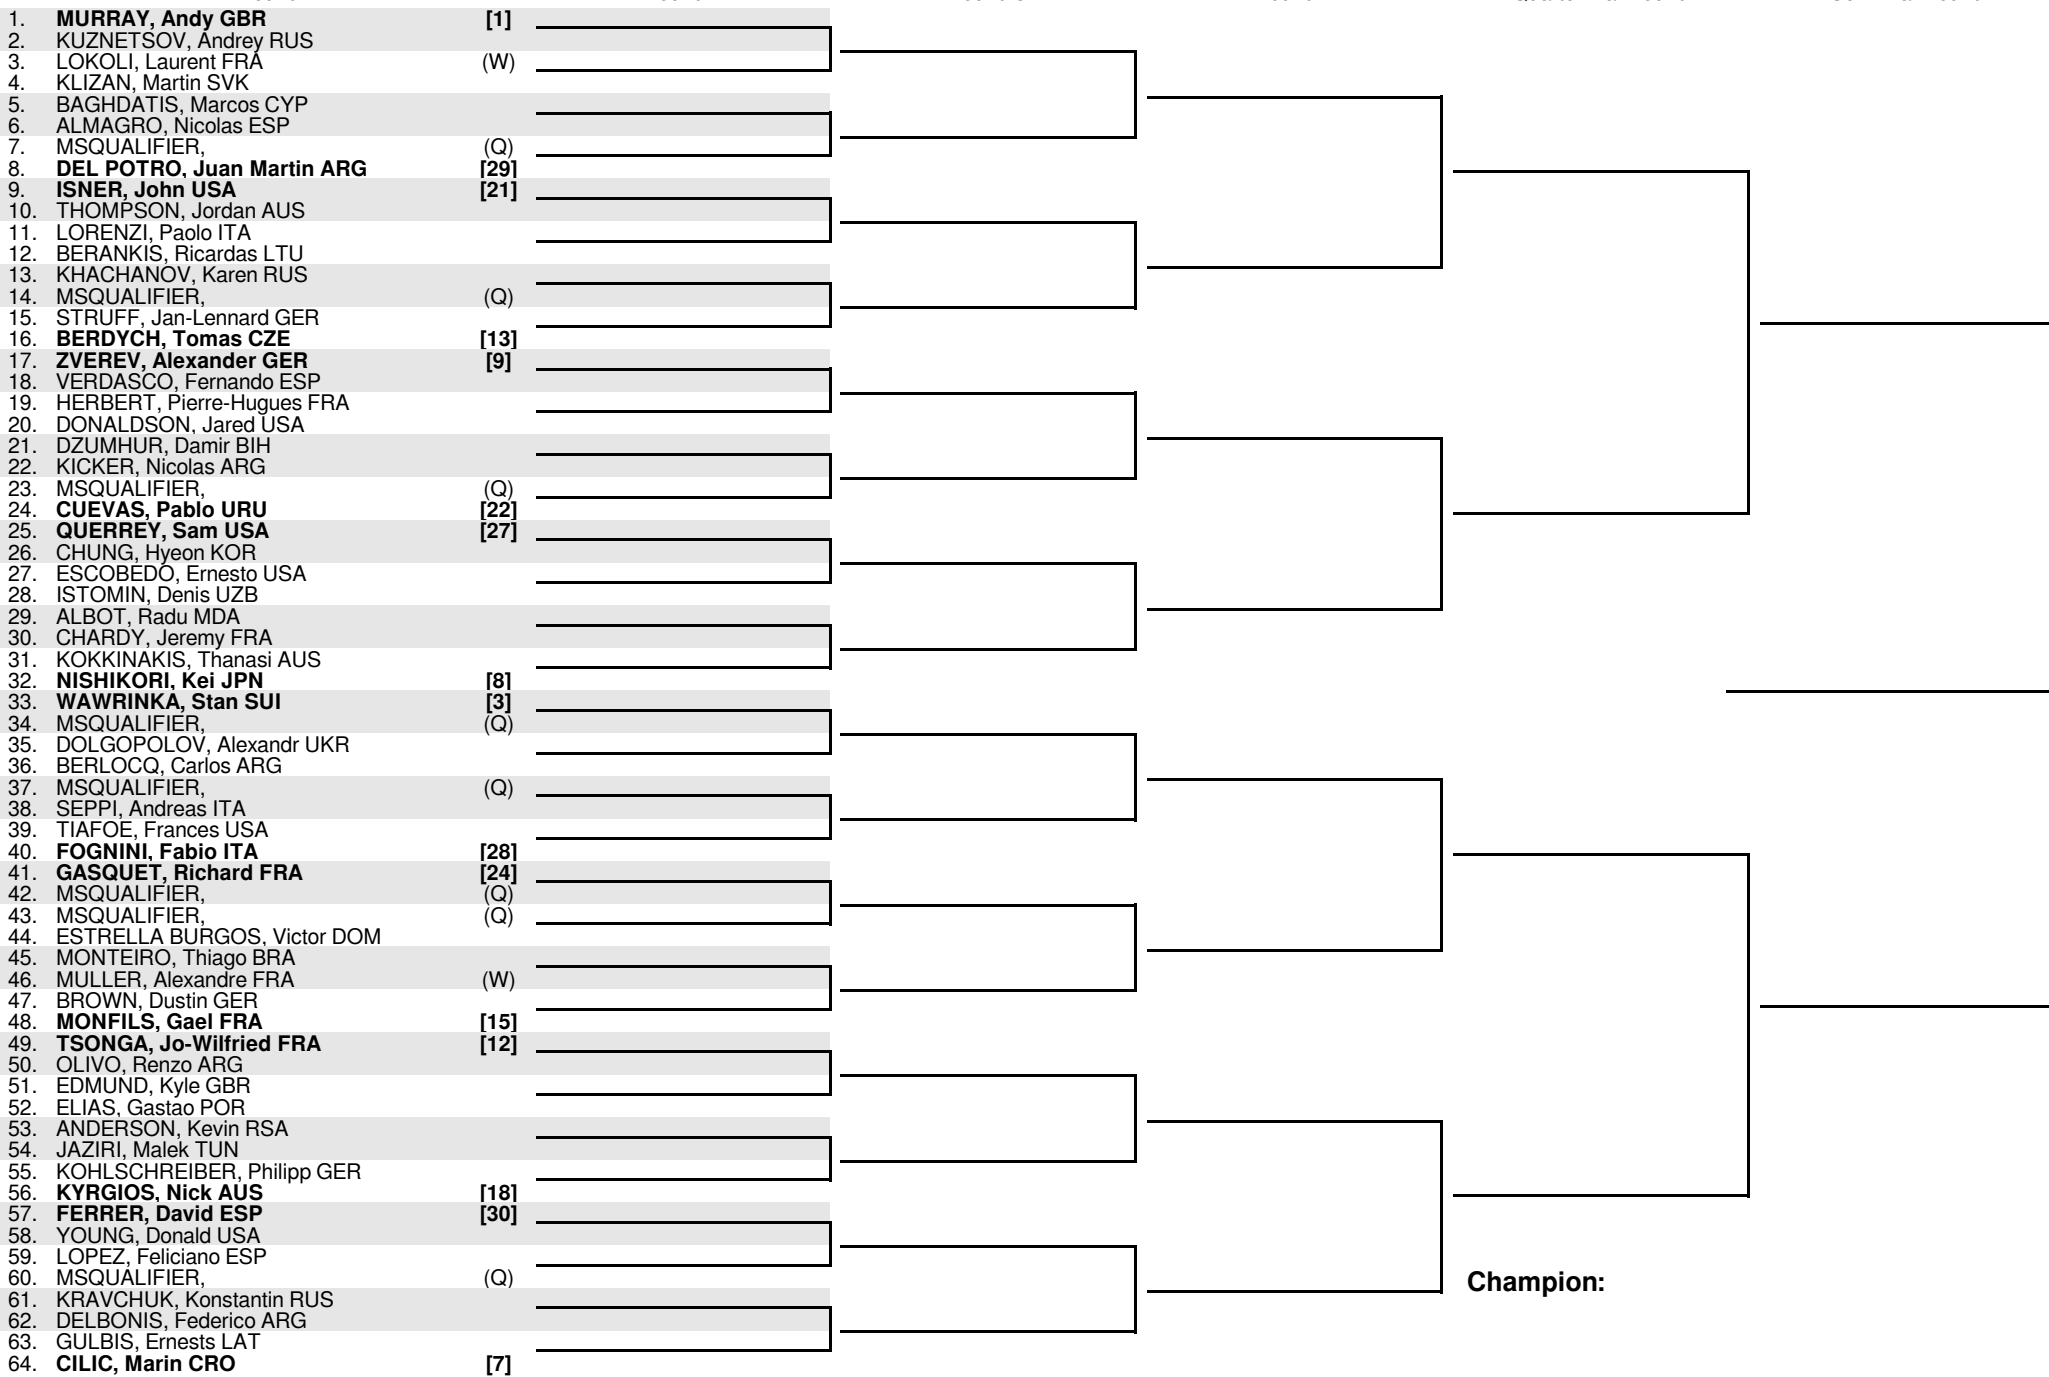 1. MURRAY, Andy GBR [1]
2. KUZNETSOV, Andrey RUS
3. LOKOLI, Laurent FRA (W)
4. KLIZAN, Martin SVK
5. BAGHDATIS, Marcos CYP
6. ALMAGRO, Nicolas ESP
7. MSQUALIFIER, (Q)
8. DEL POTRO, Juan Martin ARG [29]
9. ISNER, John USA [21]
10. THOMPSON, Jordan AUS
11. LORENZI, Paolo ITA
12. BERANKIS, Ricardas LTU
13. KHACHANOV, Karen RUS
14. MSQUALIFIER, (Q)
15. STRUFF, Jan-Lennard GER
16. BERDYCH, Tomas CZE [13]
17. ZVEREV, Alexander GER [9]
18. VERDASCO, Fernando ESP
19. HERBERT, Pierre-Hugues FRA
20. DONALDSON, Jared USA
21. DZUMHUR, Damir BIH
22. KICKER, Nicolas ARG
23. MSQUALIFIER, (Q)
24. CUEVAS, Pablo URU [22]
25. QUERREY, Sam USA [27]
26. CHUNG, Hyeon KOR
27. ESCOBEDO, Ernesto USA
28. ISTOMIN, Denis UZB
29. ALBOT, Radu MDA
30. CHARDY, Jeremy FRA
31. KOKKINAKIS, Thanasi AUS
32. NISHIKORI, Kei JPN [8]
33. WAWRINKA, Stan SUI [3]
34. MSQUALIFIER, (Q)
35. DOLGOPOLOV, Alexandr UKR
36. BERLOCQ, Carlos ARG
37. MSQUALIFIER, (Q)
38. SEPPI, Andreas ITA
39. TIAFOE, Frances USA
40. FOGNINI, Fabio ITA [28]
41. GASQUET, Richard FRA [24]
42. MSQUALIFIER, (Q)
43. MSQUALIFIER, (Q)
44. ESTRELLA BURGOS, Victor DOM
45. MONTEIRO, Thiago BRA
46. MULLER, Alexandre FRA (W)
47. BROWN, Dustin GER
48. MONFILS, Gael FRA [15]
49. TSONGA, Jo-Wilfried FRA [12]
50. OLIVO, Renzo ARG
51. EDMUND, Kyle GBR
52. ELIAS, Gastao POR
53. ANDERSON, Kevin RSA
54. JAZIRI, Malek TUN
55. KOHLSCHREIBER, Philipp GER
56. KYRGIOS, Nick AUS [18]
57. FERRER, David ESP [30]
58. YOUNG, Donald USA
59. LOPEZ, Feliciano ESP
60. MSQUALIFIER, (Q)
Champion:
61. KRAVCHUK, Konstantin RUS
62. DELBONIS, Federico ARG
63. GULBIS, Ernests LAT
64. CILIC, Marin CRO [7]